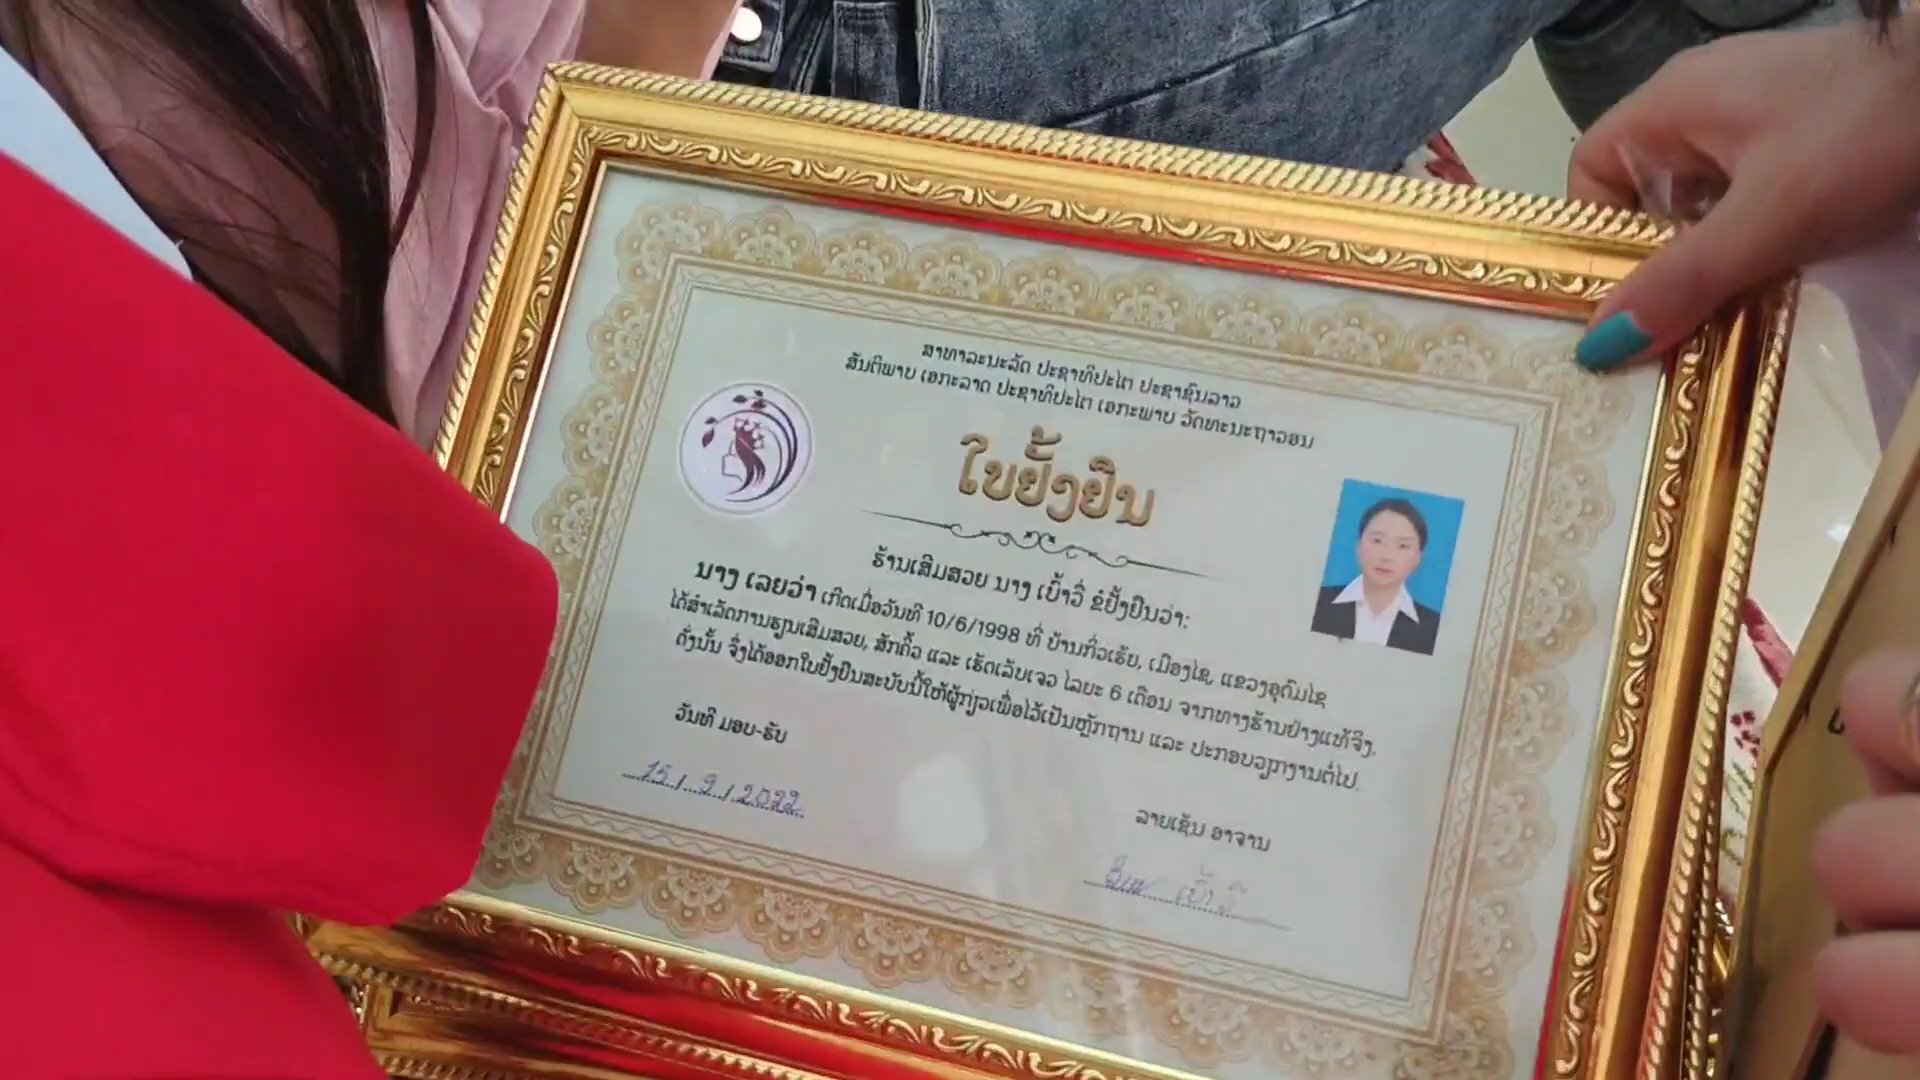 ສາທາລະນະລັດ ປະຊາທິປະໄຕ ປະຊາຊົນລາວ
ສັນຕິພາບ ເອກະລາດ ປະຊາທິປະໄຕ ເອກະພາບ ວັດທະນະຖາວອນ
ໃບຢັ້ງຢືນ
ຮ້ານເສີມສວຍ ນາງ ເຍົ້າວີ່ ຂໍຢັ້ງຢືນວ່າ:
ນາງ ເລຍວ່າ ເກີດເມື່ອວັນທີ 10/6/1998 ທີ່ ບ້ານກິ່ວເຮັຍ, ເມືອງໄຊ, ແຂວງອຸດົມໄຊ
ໄດ້ສຳເລັດການຮຽນເສີມສວຍ, ສັກຄິ້ວ ແລະ ເຮັດເລັບເຈວ ໄລຍະ 6 ເດືອນ ຈາກທາງຮ້ານຢ່າງແທ້ຈິງ.
ດັ່ງນັ້ນ ຈຶ່ງໄດ້ອອກໃບຢັ້ງຢືນສະບັບນີ້ໃຫ້ຜູ້ກ່ຽວເພື່ອໄວ້ເປັນຫຼັກຖານ ແລະ ປະກອບວຽກງານຕໍ່ໄປ.
ວັນທີ ມອບ-ຮັບ
15/9/2022
ລາຍເຊັນ ອາຈານ